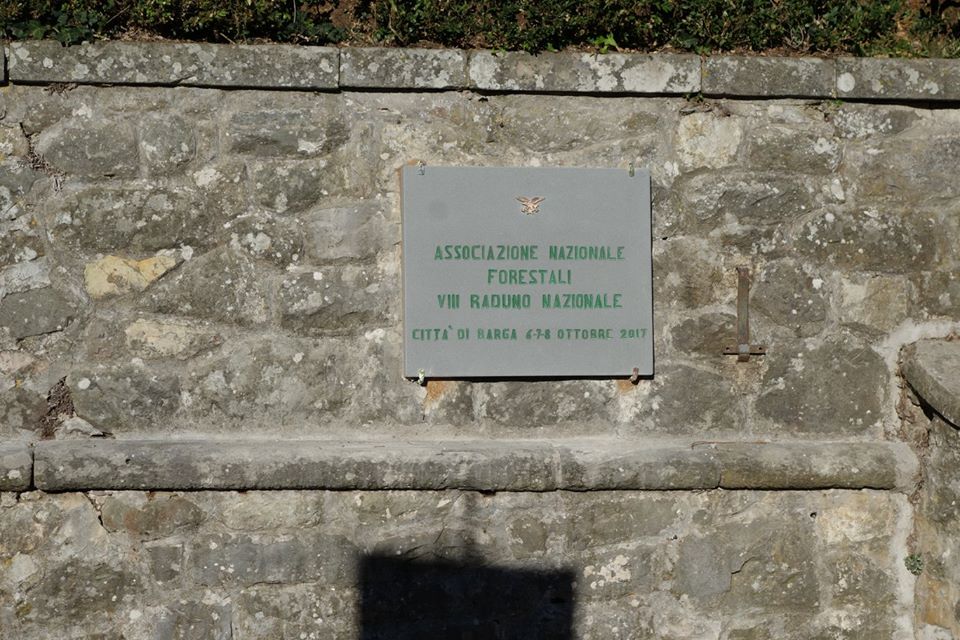 ASSOCIAZIONE NAZIONALE
FORESTALI
VIII RADUNO NAZIONALE
CITTA' DI BARGA 6-7-8 OTTOBRE 2017